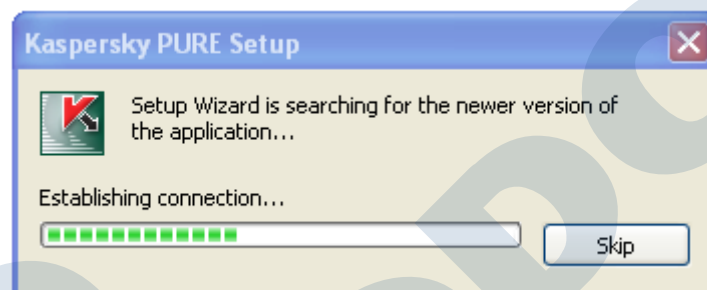 Kaspersky PURE Setup
Setup Wizard is searching for the newer version of
the application...
Establishing connection...
Skip